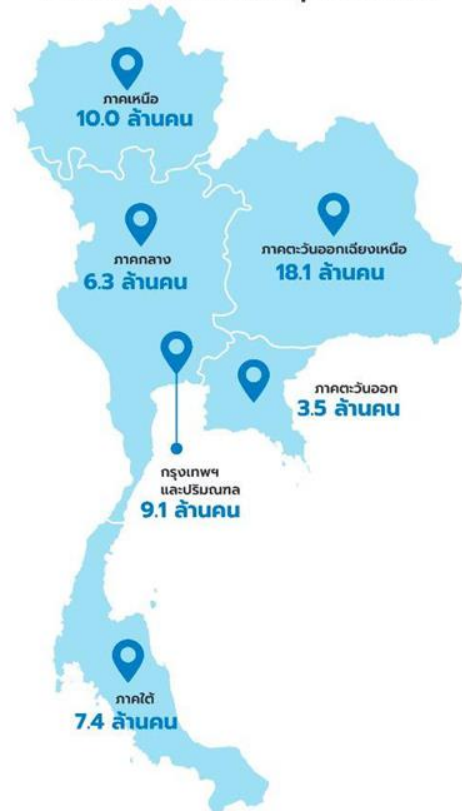 ภาคเหนือ
10.0 ล้านคน
ภาคกลาง
6.3 ล้านคน
ภาคตะวันออกเฉียงเหนือ
18.1 ล้านคน
ภาคตะวันออก
3.5 ล้านคน
กรุงเทพฯ
และปริมณฑล
9.1 ล้านคน
ภาคใต้
7.4 ล้านคน